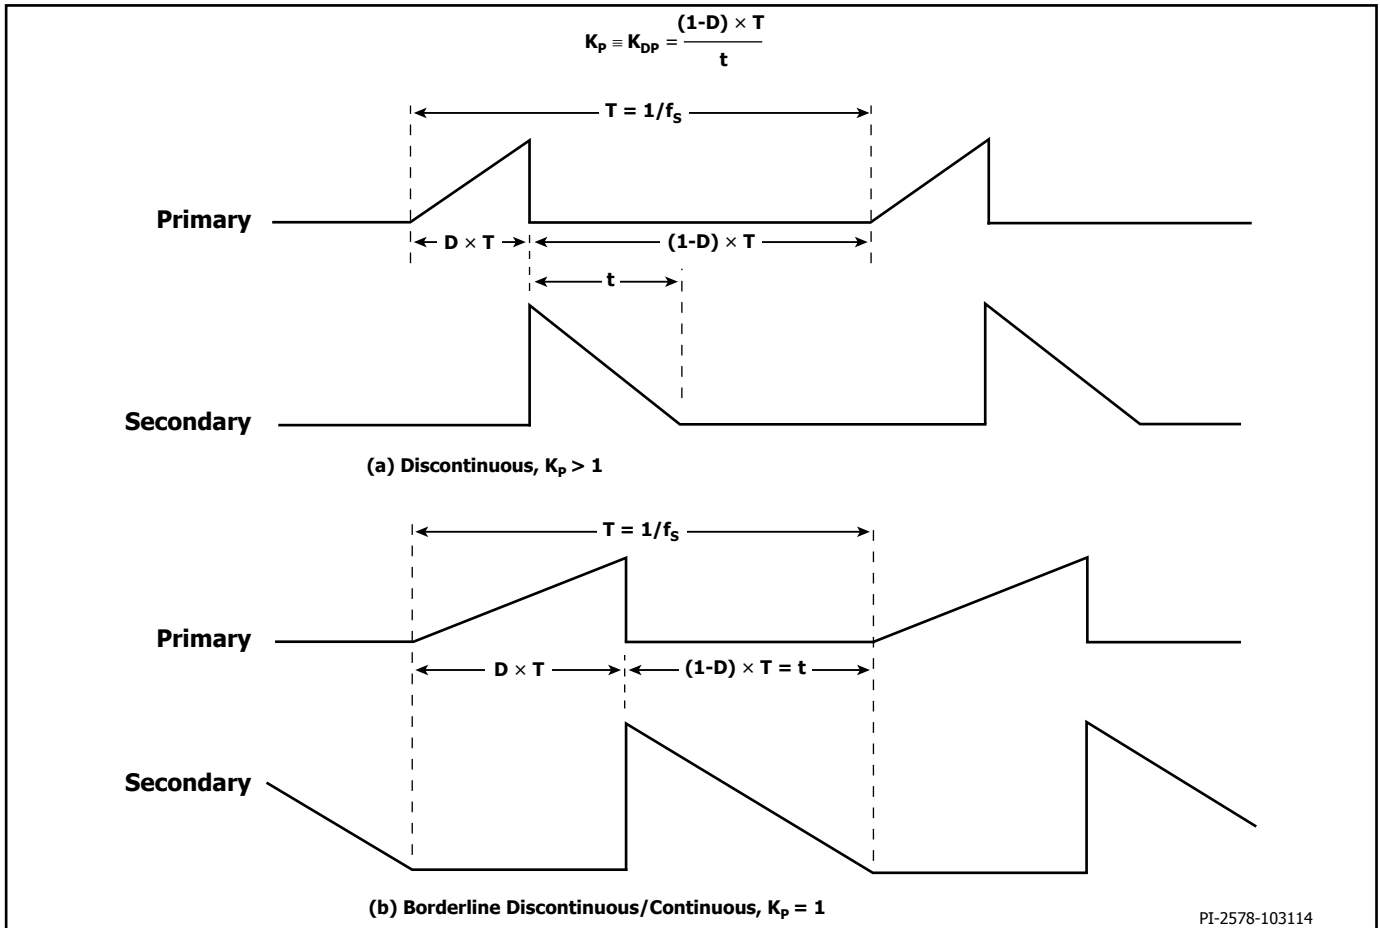 K_P ≡ K_DP = (1-D) × T / t
T = 1/f_S
Primary
D × T
(1-D) × T
t
Secondary
(a) Discontinuous, K_P > 1
T = 1/f_S
Primary
D × T
(1-D) × T = t
Secondary
(b) Borderline Discontinuous/Continuous, K_P = 1
PI-2578-103114